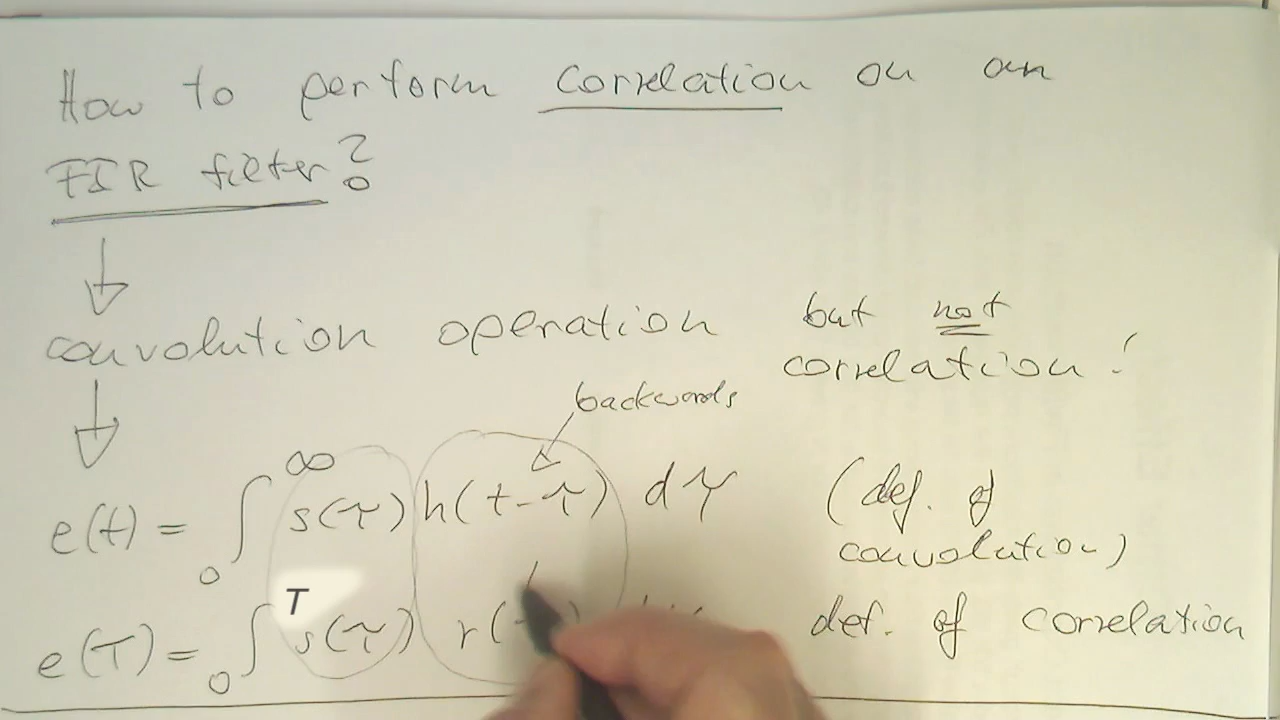 How to perform correlation on an
FIR filter?
convolution operation but not
correlation!
backwards
e(t) = ∫₀^∞ s(τ) h(t-τ) dτ (def. of
convolution)
e(T) = ∫₀^T s(τ) r( def. of correlation